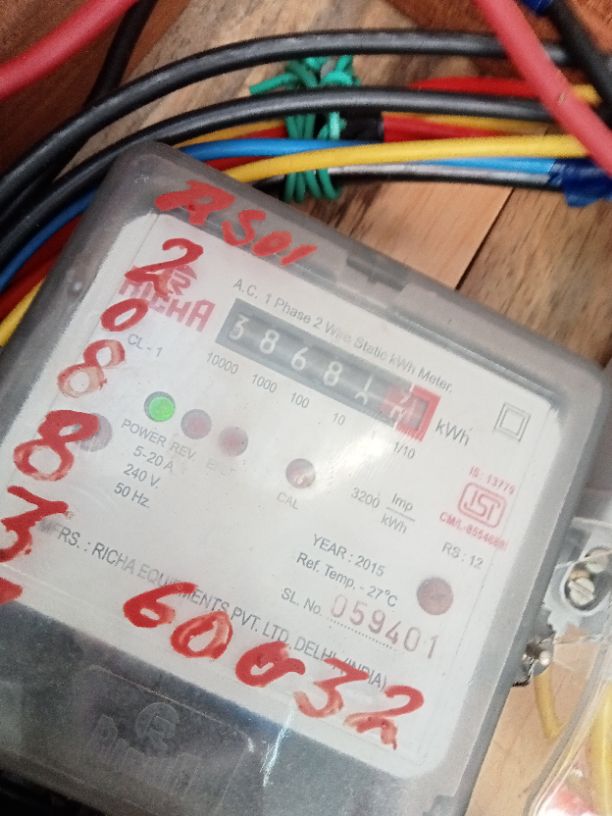 RS01
2
0
8
8
3
RICHA
A.C. 1 Phase 2 Wire Static kWh Meter.
CL-1
38681
kWh
10000 1000 100 10 1/10
POWER REV.
5-20 A
240 V.
50 Hz.
CAL
3200 Imp/kWh
IS: 13779
RS : 12
YEAR : 2015
Ref. Temp. - 27°C
SL. No. 059401
MFRS. : RICHA EQUIPMENTS PVT. LTD. DELHI (INDIA)